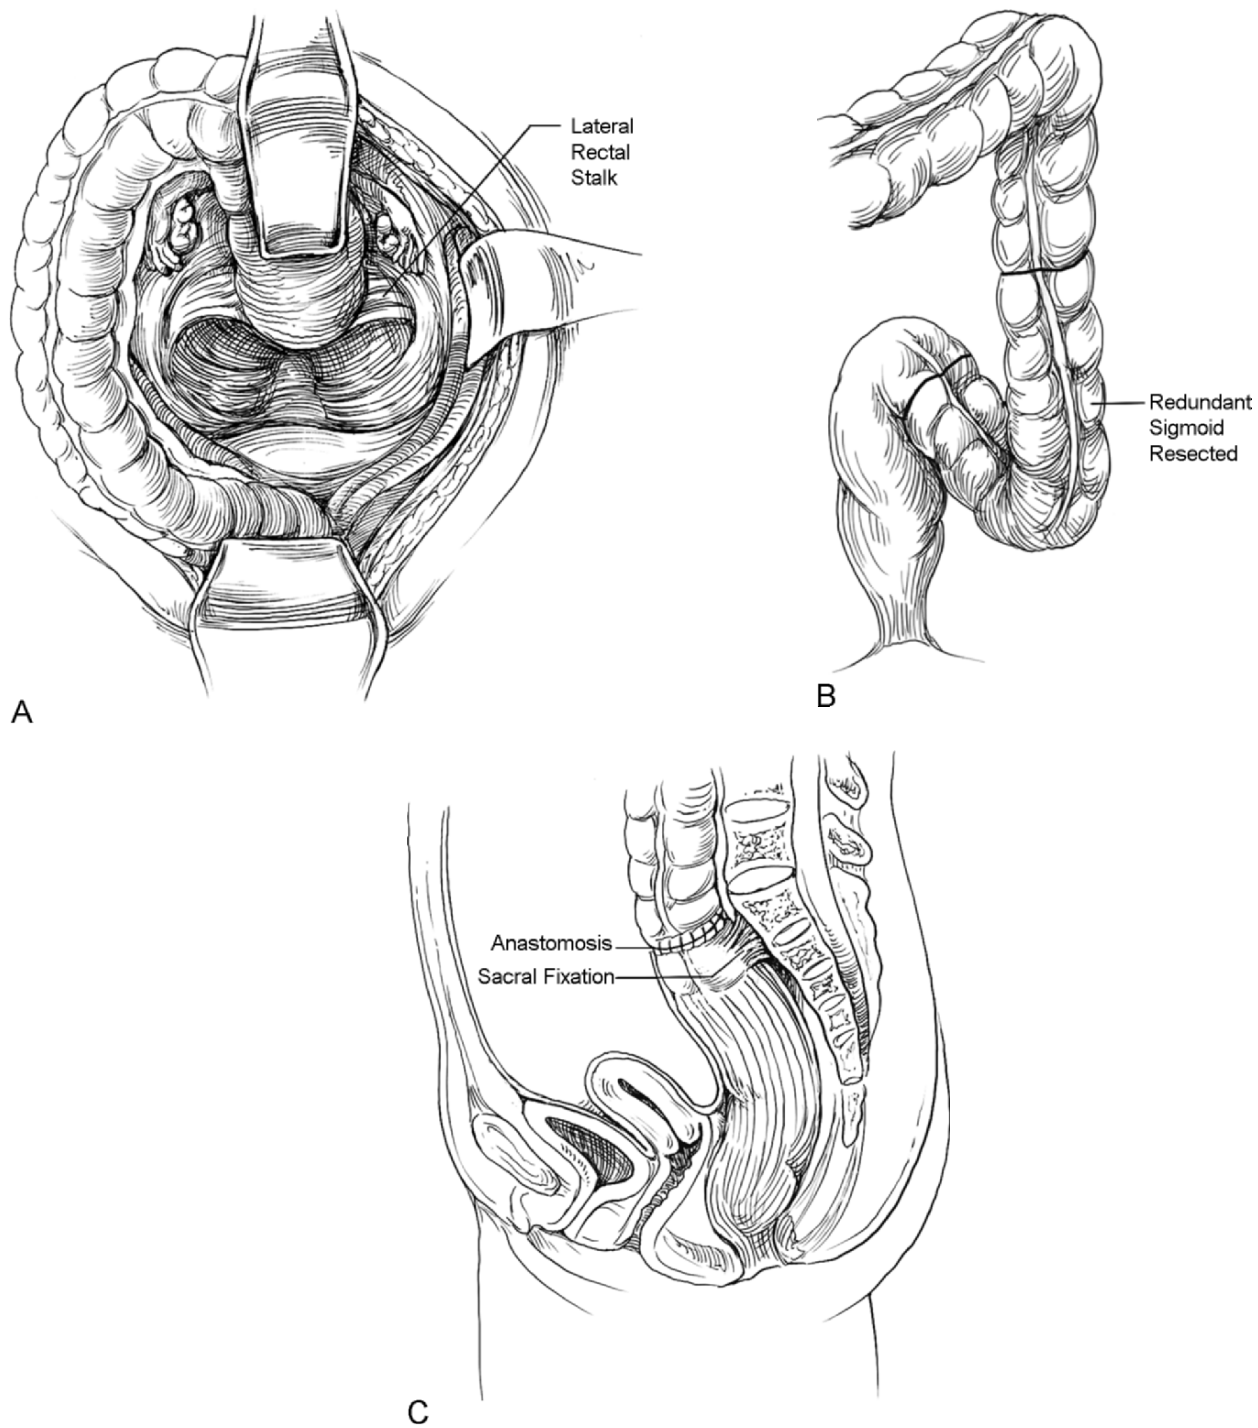 Lateral
Rectal
Stalk
Redundant
Sigmoid
Resected
A
B
Anastomosis
Sacral Fixation
C